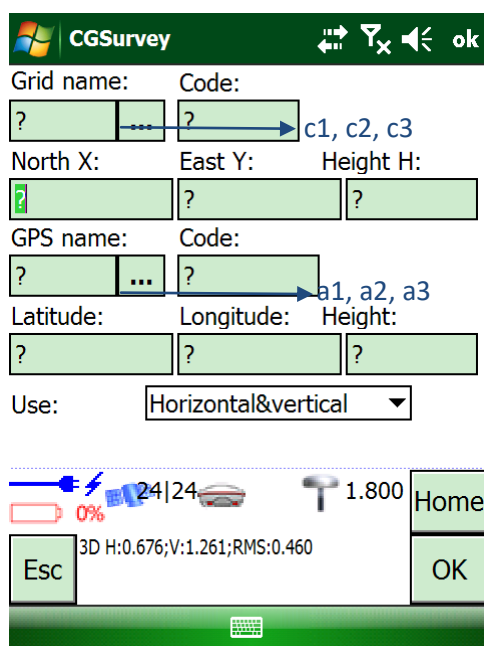 CGSurvey ok
Grid name: Code:
? ... ? c1, c2, c3
North X: East Y: Height H:
? ? ?
GPS name: Code:
? ... ? a1, a2, a3
Latitude: Longitude: Height:
? ? ?
Use: Horizontal&vertical
0% 24|24 1.800 Home
Esc 3D H:0.676;V:1.261;RMS:0.460 OK